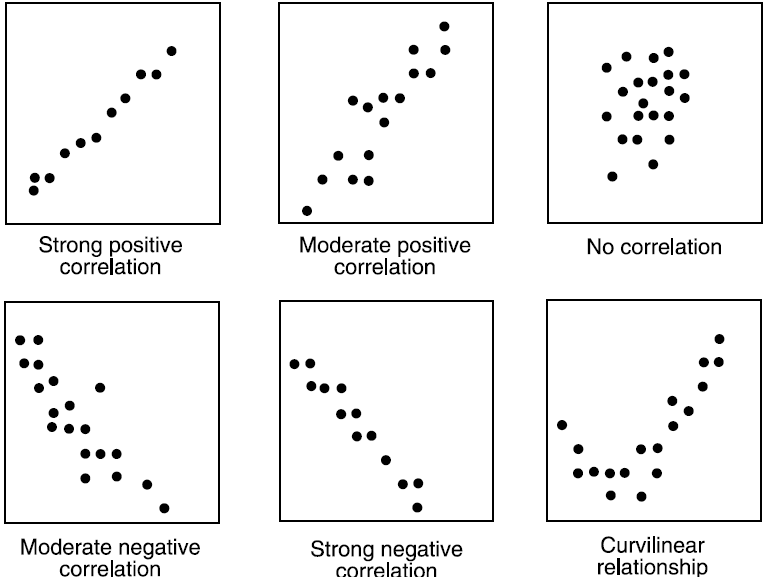 Strong positive
correlation
Moderate positive
correlation
No correlation
Moderate negative
correlation
Strong negative
correlation
Curvilinear
relationship